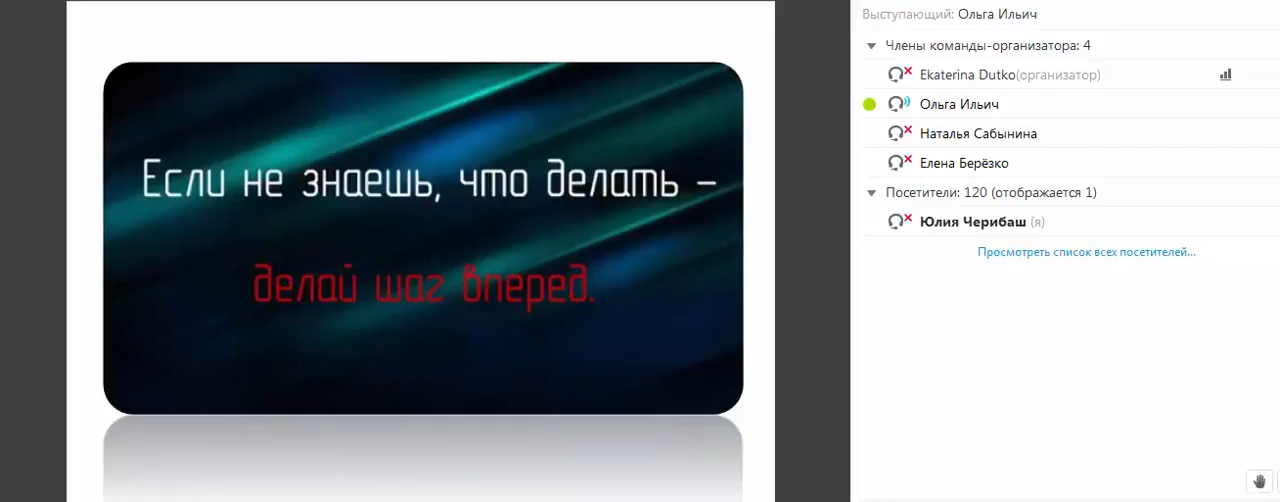 Если не знаешь, что делать –
делай шаг вперед.
Выступающий: Ольга Ильич
Члены команды-организатора: 4
Ekaterina Dutko(организатор)
Ольга Ильич
Наталья Сабынина
Елена Берёзко
Посетители: 120 (отображается 1)
Юлия Черибаш (я)
Просмотреть список всех посетителей...